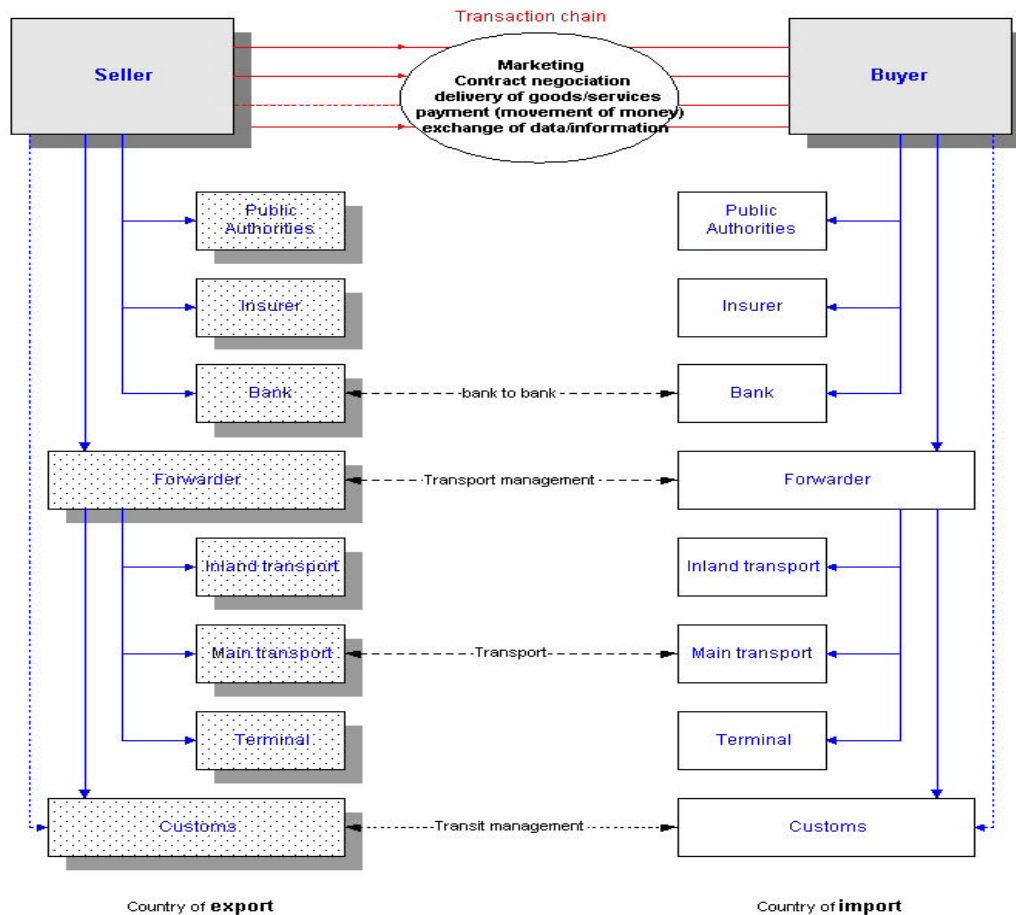 Transaction chain
Seller
Marketing
Contract negociation
delivery of goods/services
payment (movement of money)
exchange of data/information
Buyer
Public
Authorities
Public
Authorities
Insurer
Insurer
Bank
bank to bank
Bank
Forwarder
Transport management
Forwarder
Inland transport
Inland transport
Main transport
Transport
Main transport
Terminal
Terminal
Customs
Transit management
Customs
Country of export
Country of import